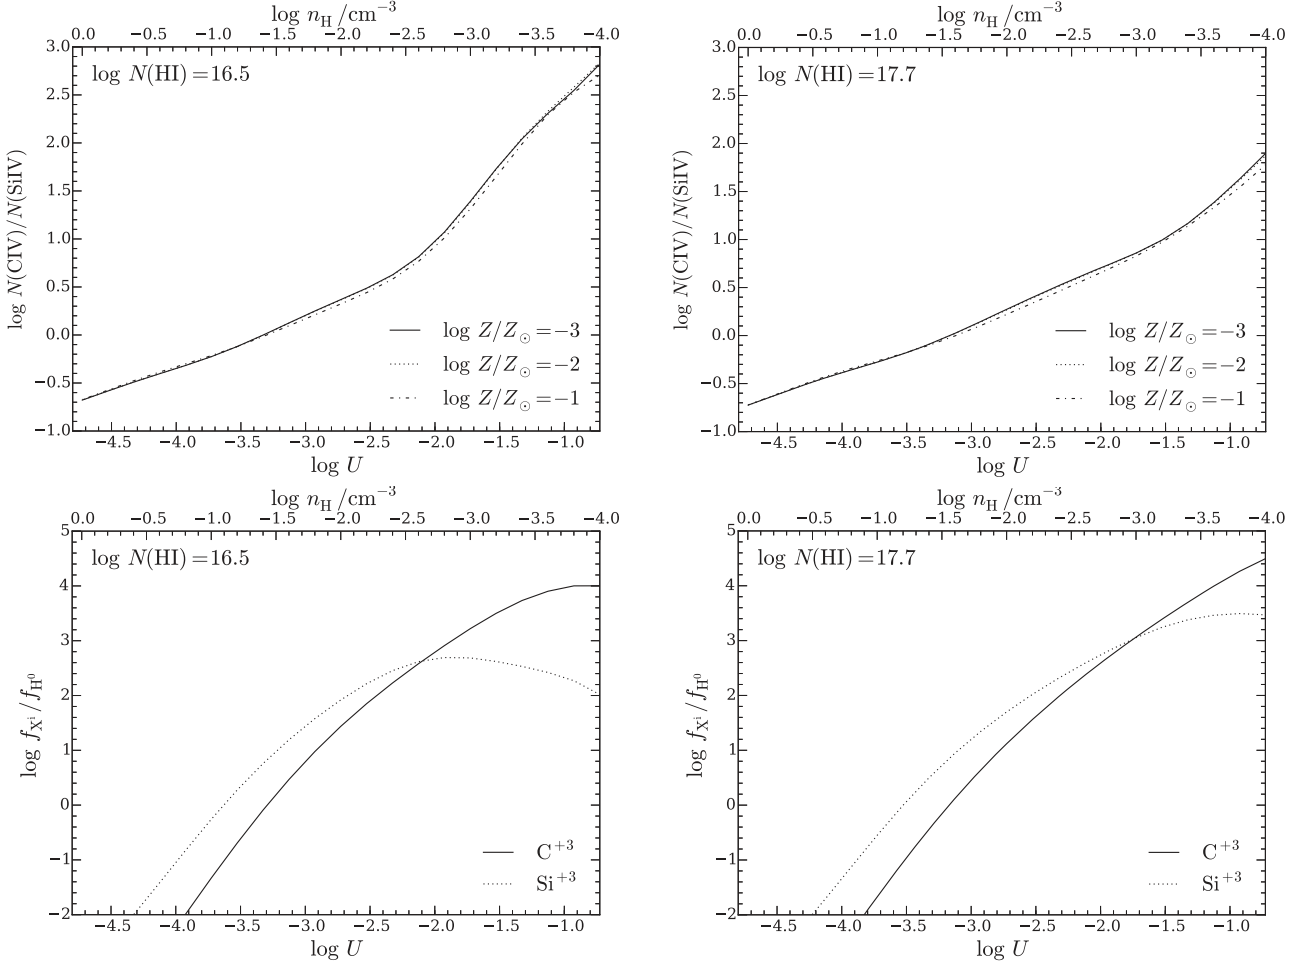 log n_H /cm⁻³
0.0 −0.5 −1.0 −1.5 −2.0 −2.5 −3.0 −3.5 −4.0
3.0
log N(HI)=16.5
2.5
2.0
1.5
1.0
0.5
0.0
−0.5
−1.0
log N(CIV)/N(SiIV)
log Z/Z⊙=−3
log Z/Z⊙=−2
log Z/Z⊙=−1
−4.5 −4.0 −3.5 −3.0 −2.5 −2.0 −1.5 −1.0
log U
log n_H /cm⁻³
0.0 −0.5 −1.0 −1.5 −2.0 −2.5 −3.0 −3.5 −4.0
3.0
log N(HI)=17.7
2.5
2.0
1.5
1.0
0.5
0.0
−0.5
−1.0
log N(CIV)/N(SiIV)
log Z/Z⊙=−3
log Z/Z⊙=−2
log Z/Z⊙=−1
−4.5 −4.0 −3.5 −3.0 −2.5 −2.0 −1.5 −1.0
log U
log n_H /cm⁻³
0.0 −0.5 −1.0 −1.5 −2.0 −2.5 −3.0 −3.5 −4.0
5
log N(HI)=16.5
4
3
2
1
0
−1
−2
log f_Xⁱ/f_H⁰
C⁺³
Si⁺³
−4.5 −4.0 −3.5 −3.0 −2.5 −2.0 −1.5 −1.0
log U
log n_H /cm⁻³
0.0 −0.5 −1.0 −1.5 −2.0 −2.5 −3.0 −3.5 −4.0
5
log N(HI)=17.7
4
3
2
1
0
−1
−2
log f_Xⁱ/f_H⁰
C⁺³
Si⁺³
−4.5 −4.0 −3.5 −3.0 −2.5 −2.0 −1.5 −1.0
log U